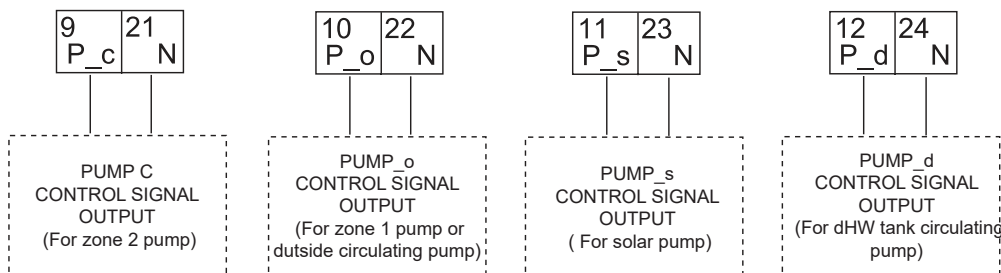 9 21
P_c N
10 22
P_o N
11 23
P_s N
12 24
P_d N
PUMP C
CONTROL SIGNAL
OUTPUT
(For zone 2 pump)
PUMP_o
CONTROL SIGNAL
OUTPUT
(For zone 1 pump or
dutside circulating pump)
PUMP_s
CONTROL SIGNAL
OUTPUT
( For solar pump)
PUMP_d
CONTROL SIGNAL
OUTPUT
(For dHW tank circulating
pump)